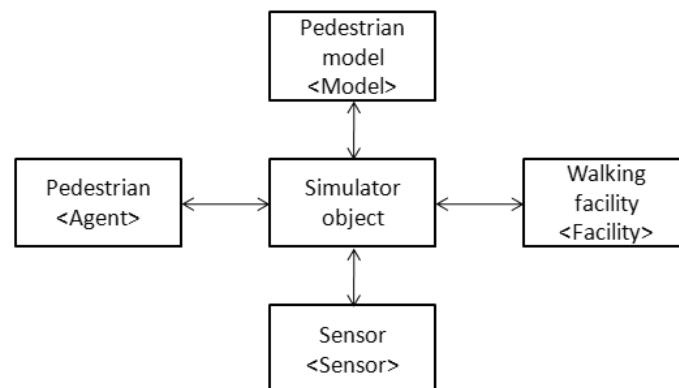 Pedestrian
model
<Model>
Pedestrian
<Agent>
Simulator
object
Walking
facility
<Facility>
Sensor
<Sensor>